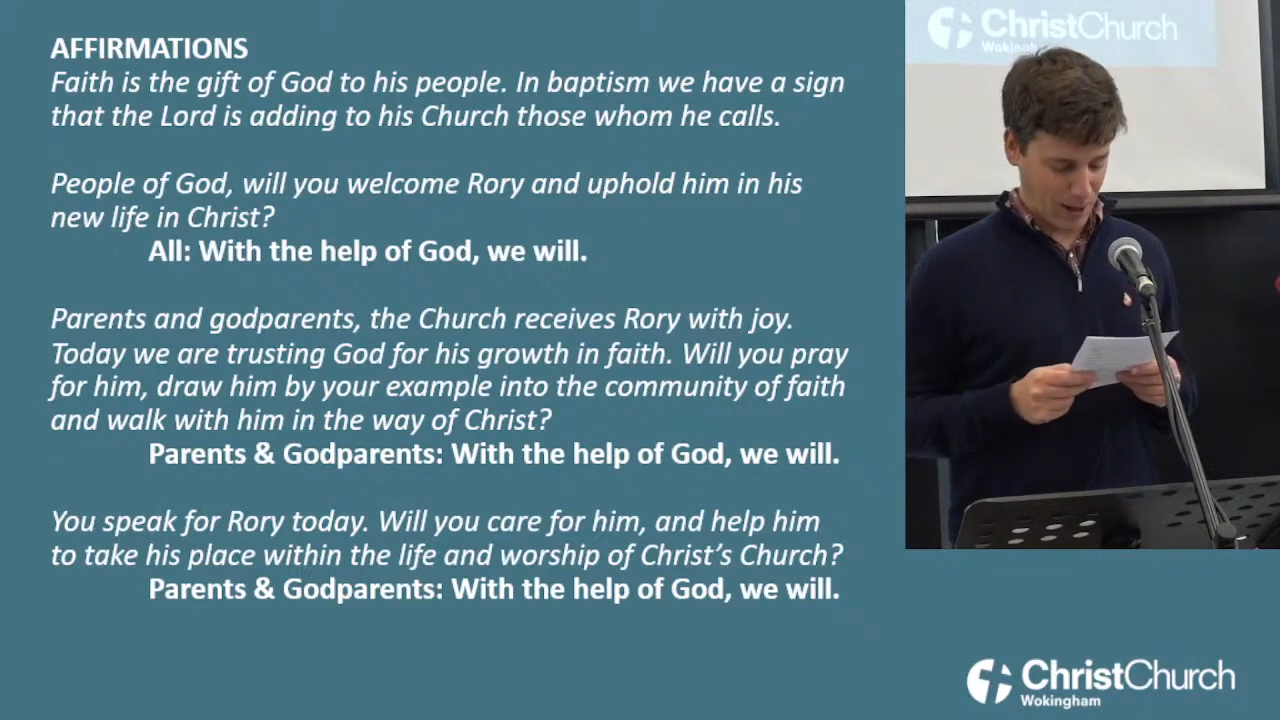 AFFIRMATIONS
Faith is the gift of God to his people. In baptism we have a sign
that the Lord is adding to his Church those whom he calls.
People of God, will you welcome Rory and uphold him in his
new life in Christ?
All: With the help of God, we will.
Parents and godparents, the Church receives Rory with joy.
Today we are trusting God for his growth in faith. Will you pray
for him, draw him by your example into the community of faith
and walk with him in the way of Christ?
Parents & Godparents: With the help of God, we will.
You speak for Rory today. Will you care for him, and help him
to take his place within the life and worship of Christ’s Church?
Parents & Godparents: With the help of God, we will.
ChristChurch
ChristChurch
Wokingham